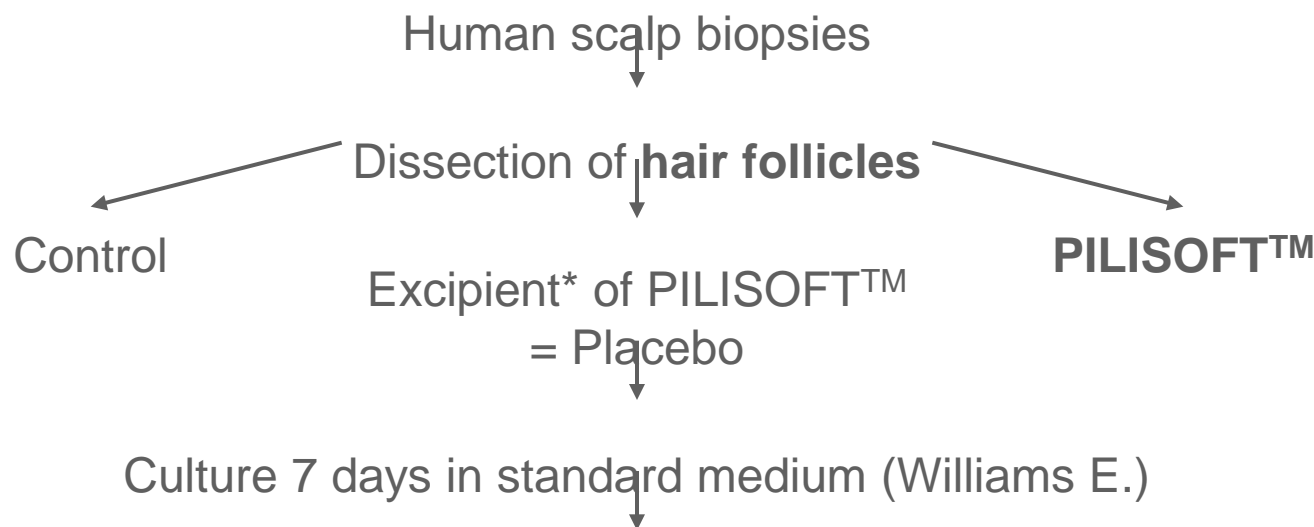 Human scalp biopsies
Dissection of hair follicles
Control
Excipient* of PILISOFT™
= Placebo
PILISOFT™
Culture 7 days in standard medium (Williams E.)